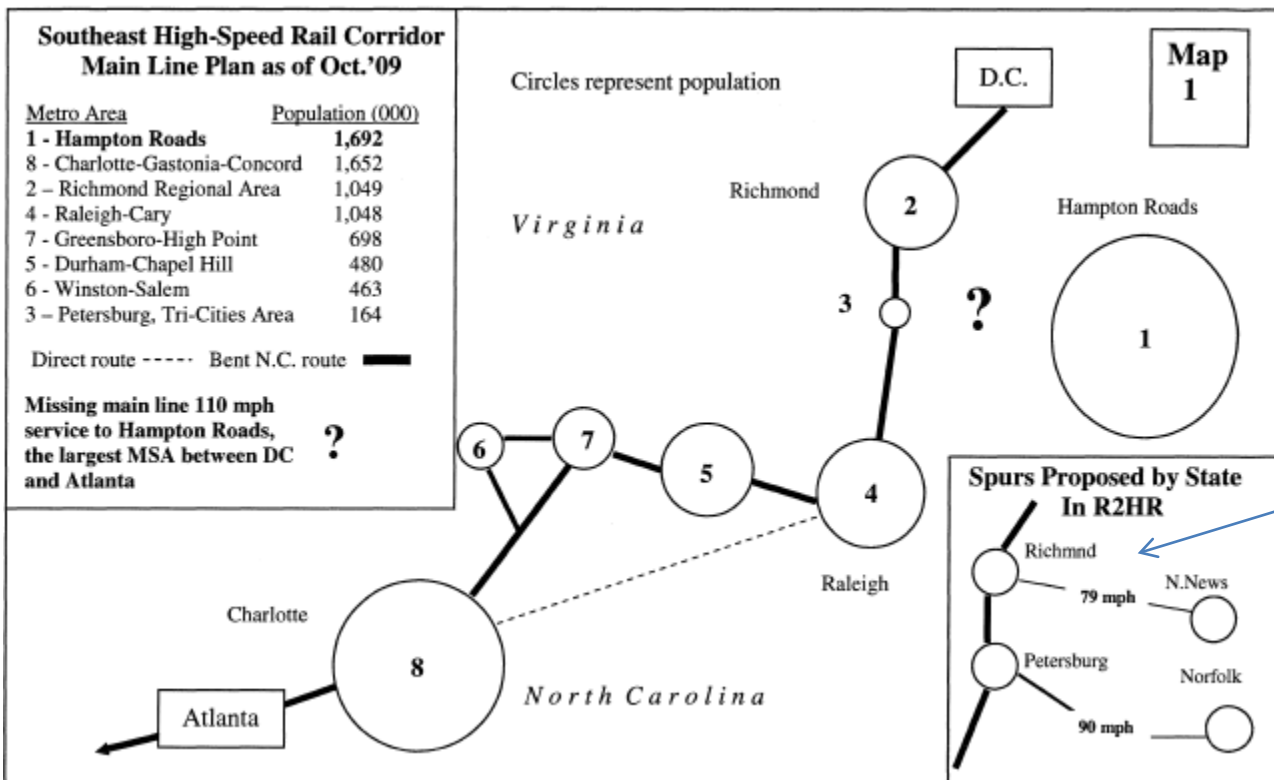 Southeast High-Speed Rail Corridor
Main Line Plan as of Oct.'09
Metro Area Population (000)
1 - Hampton Roads 1,692
8 - Charlotte-Gastonia-Concord 1,652
2 – Richmond Regional Area 1,049
4 - Raleigh-Cary 1,048
7 - Greensboro-High Point 698
5 - Durham-Chapel Hill 480
6 - Winston-Salem 463
3 – Petersburg, Tri-Cities Area 164
Direct route ----- Bent N.C. route
Missing main line 110 mph
service to Hampton Roads,
the largest MSA between DC
and Atlanta
?
Circles represent population
D.C.
Map
1
Richmond
2
Virginia
Hampton Roads
3
?
1
6
7
5
4
Raleigh
Charlotte
8
North Carolina
Atlanta
Spurs Proposed by State
In R2HR
Richmnd
N.News
79 mph
Petersburg
Norfolk
90 mph